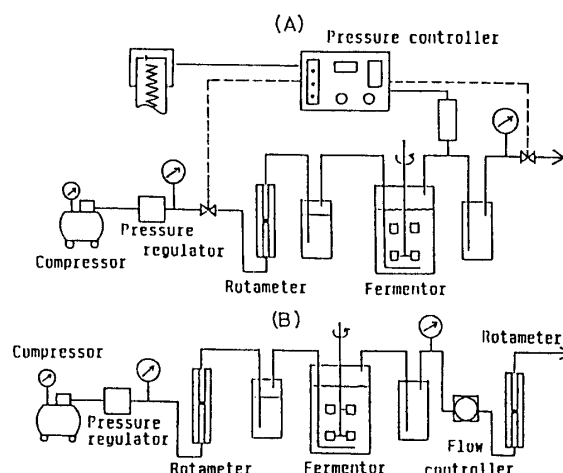 (A)
Pressure controller
Pressure
regulator
Compressor
Rotameter
Fermentor
(B)
Rotameter
Compressor
Pressure
regulator
Rotameter
Fermentor
Flow
controller